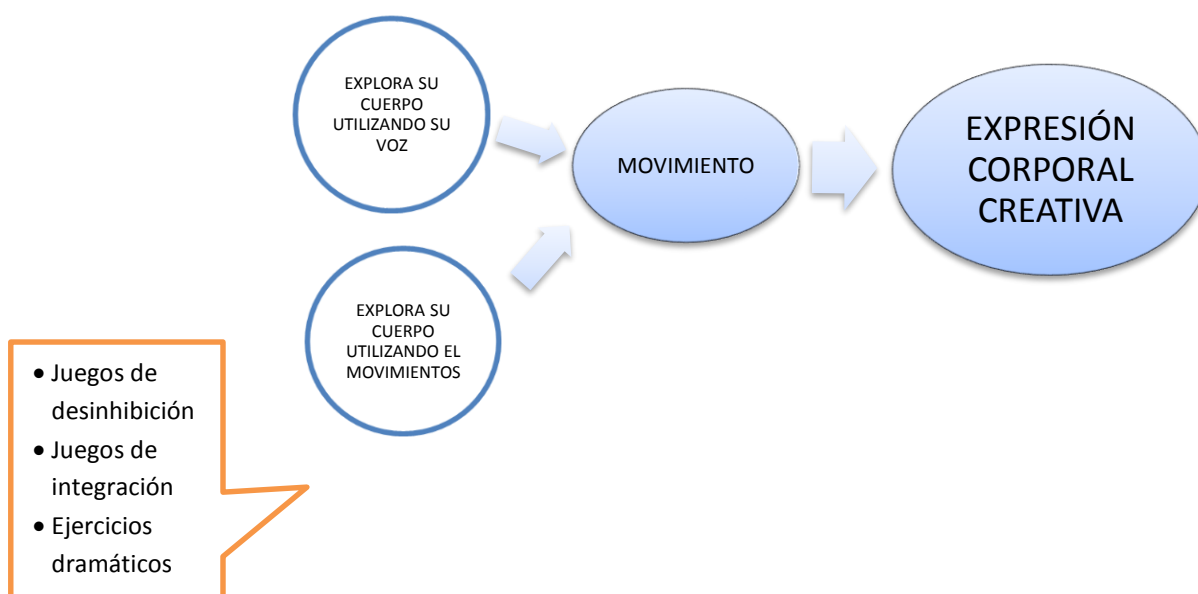 EXPLORA SU
CUERPO
UTILIZANDO SU
VOZ
MOVIMIENTO
EXPRESIÓN
CORPORAL
CREATIVA
EXPLORA SU
CUERPO
UTILIZANDO EL
MOVIMIENTOS
• Juegos de
desinhibición
• Juegos de
integración
• Ejercicios
dramáticos